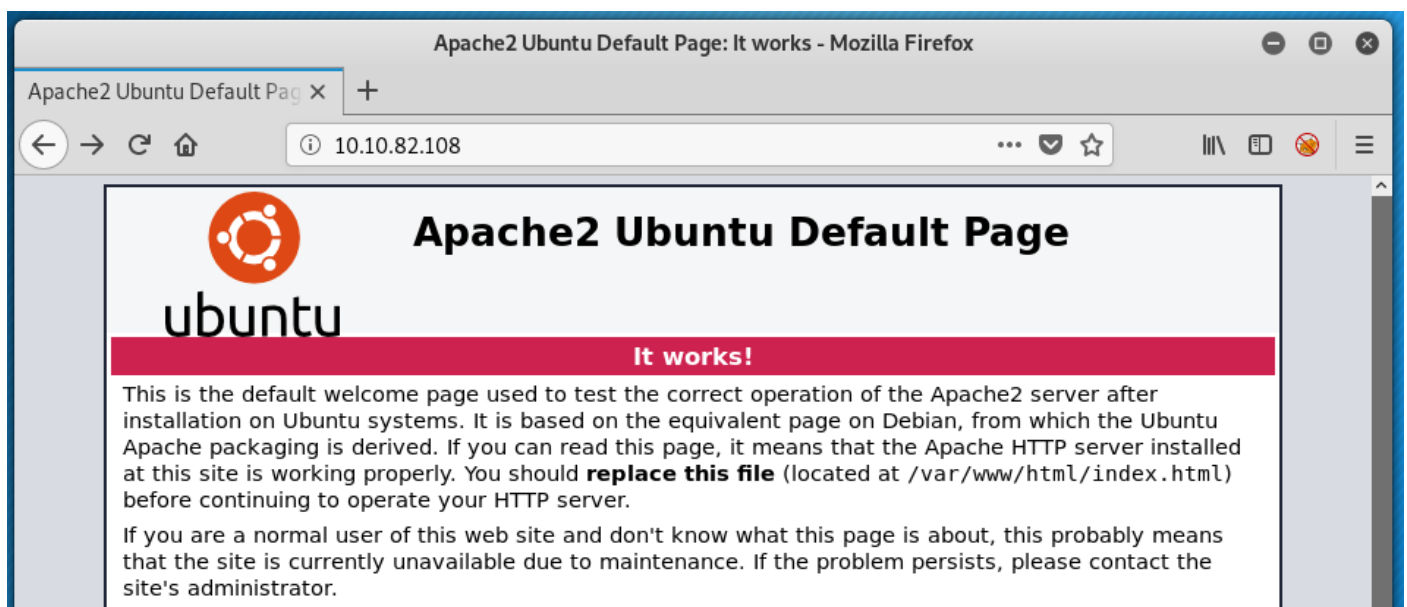 Apache2 Ubuntu Default Page: It works - Mozilla Firefox
Apache2 Ubuntu Default Pag
10.10.82.108
Apache2 Ubuntu Default Page
ubuntu
It works!
This is the default welcome page used to test the correct operation of the Apache2 server after
installation on Ubuntu systems. It is based on the equivalent page on Debian, from which the Ubuntu
Apache packaging is derived. If you can read this page, it means that the Apache HTTP server installed
at this site is working properly. You should replace this file (located at /var/www/html/index.html)
before continuing to operate your HTTP server.
If you are a normal user of this web site and don't know what this page is about, this probably means
that the site is currently unavailable due to maintenance. If the problem persists, please contact the
site's administrator.